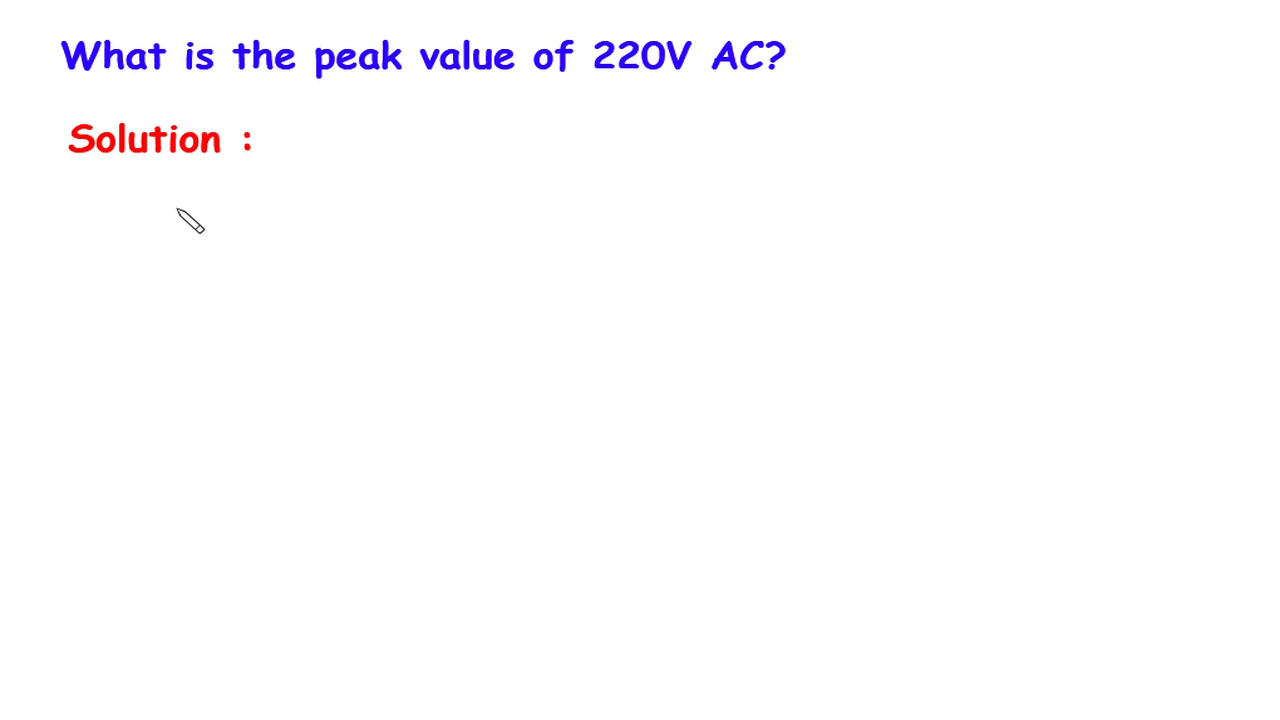 What is the peak value of 220V AC?
Solution :